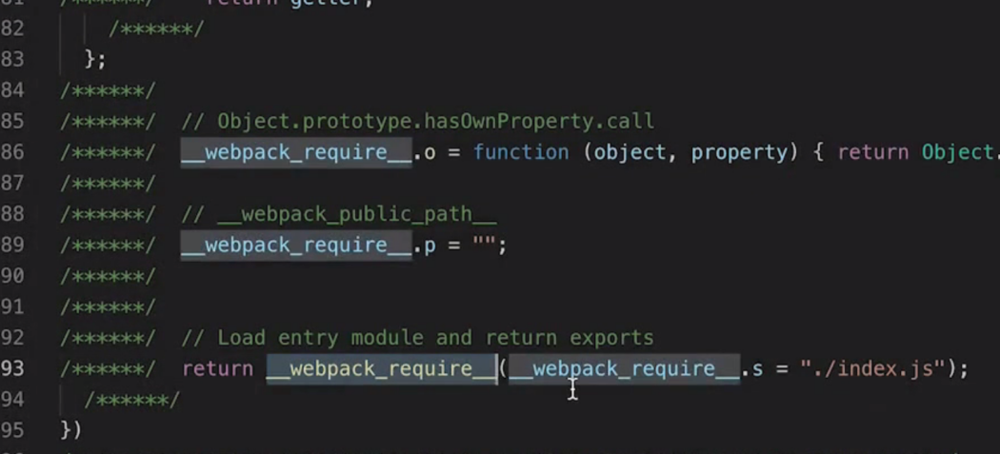 81 /******/ return getter;
82 /******/
83 };
84 /******/
85 /******/ // Object.prototype.hasOwnProperty.call
86 /******/ __webpack_require__.o = function (object, property) { return Object.
87 /******/
88 /******/ // __webpack_public_path__
89 /******/ __webpack_require__.p = "";
90 /******/
91 /******/
92 /******/ // Load entry module and return exports
93 /******/ return __webpack_require__(__webpack_require__.s = "./index.js");
94 /******/
95 })